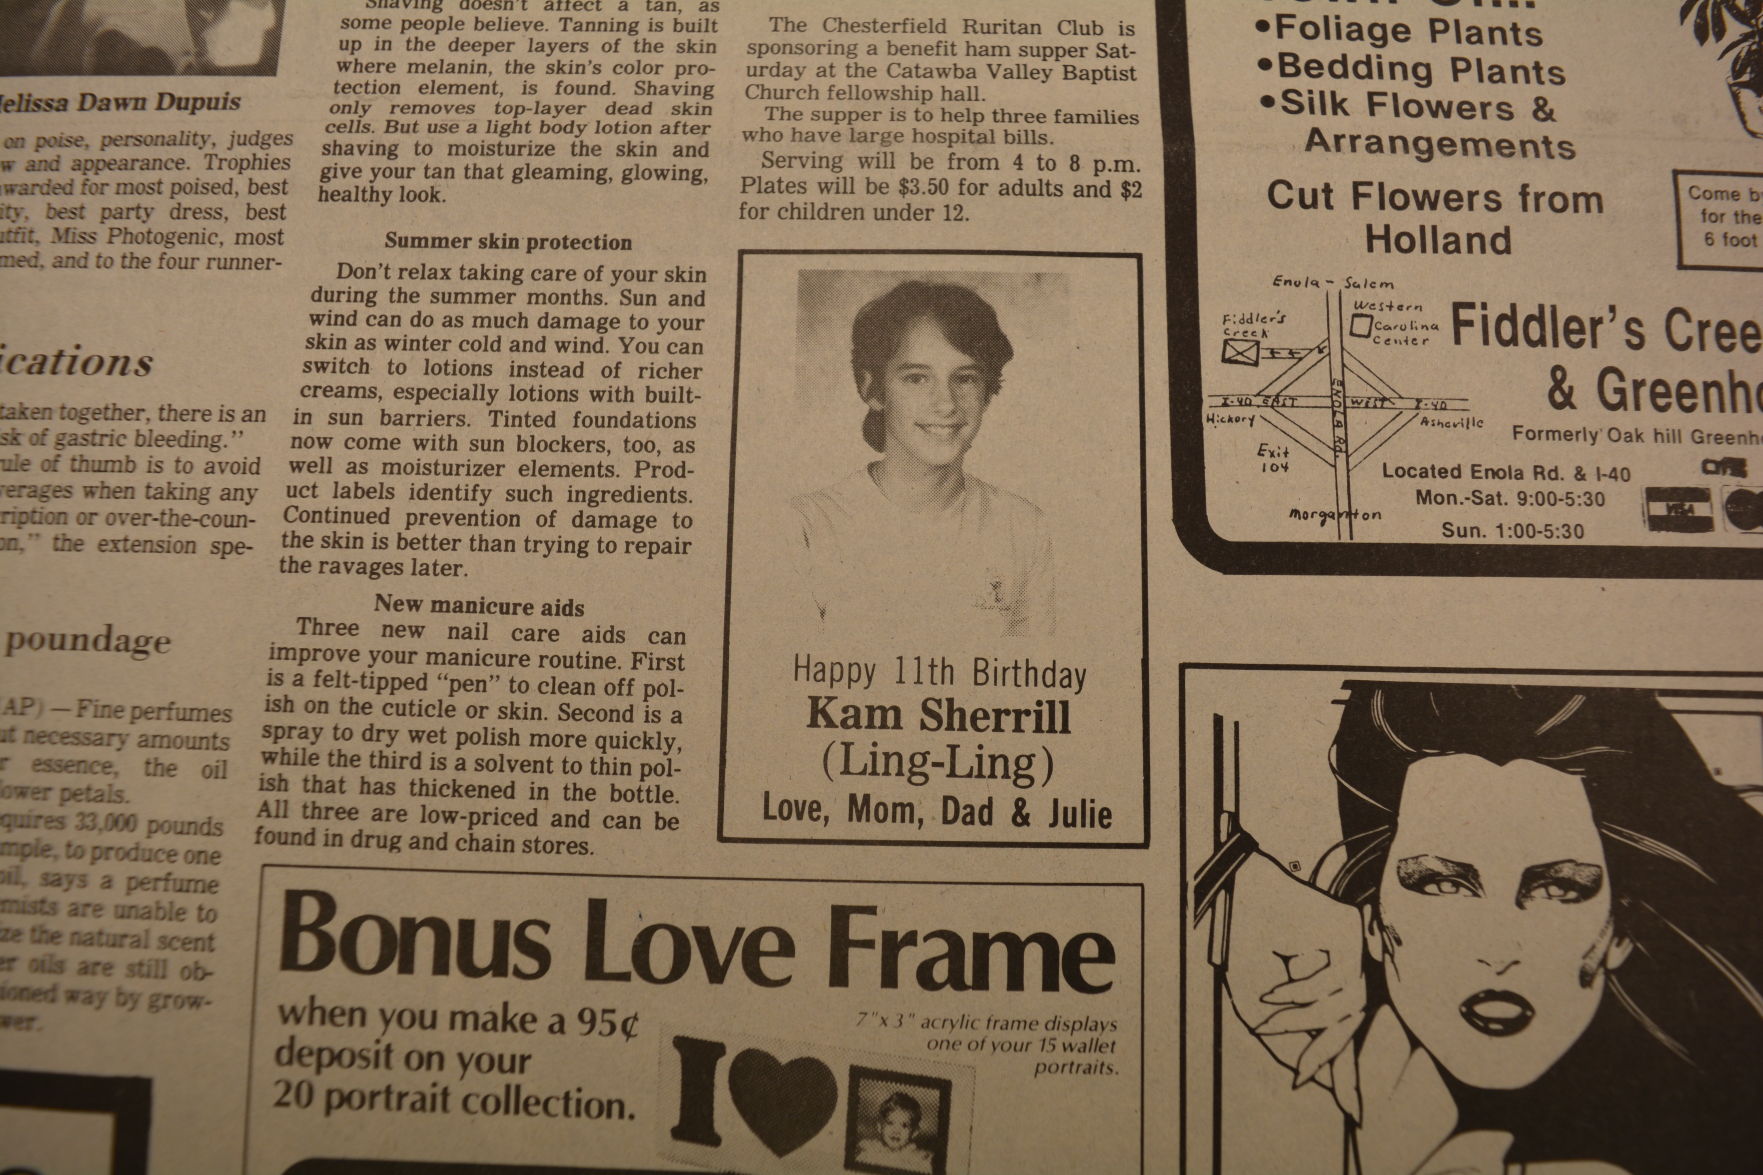 Melissa Dawn Dupuis
on poise, personality, judges
and appearance. Trophies
awarded for most poised, best
best party dress, best
Miss Photogenic, most
and to the four runner-
taken together, there is an
of gastric bleeding."
rule of thumb is to avoid
when taking any
or over-the-coun-
the extension spe-
poundage
AP) — Fine perfumes
necessary amounts
essence, the oil
petals.
33,000 pounds
to produce one
says a perfume
are unable to
the natural scent
oils are still ob-
way by grow-
Shaving doesn't affect a tan, as
some people believe. Tanning is built
up in the deeper layers of the skin
where melanin, the skin's color pro-
tection element, is found. Shaving
only removes top-layer dead skin
cells. But use a light body lotion after
shaving to moisturize the skin and
give your tan that gleaming, glowing,
healthy look.
Summer skin protection
Don't relax taking care of your skin
during the summer months. Sun and
wind can do as much damage to your
skin as winter cold and wind. You can
switch to lotions instead of richer
creams, especially lotions with built-
in sun barriers. Tinted foundations
now come with sun blockers, too, as
well as moisturizer elements. Prod-
uct labels identify such ingredients.
Continued prevention of damage to
the skin is better than trying to repair
the ravages later.
New manicure aids
Three new nail care aids can
improve your manicure routine. First
is a felt-tipped "pen" to clean off pol-
ish on the cuticle or skin. Second is a
spray to dry wet polish more quickly,
while the third is a solvent to thin pol-
ish that has thickened in the bottle.
All three are low-priced and can be
found in drug and chain stores.
The Chesterfield Ruritan Club is
sponsoring a benefit ham supper Sat-
urday at the Catawba Valley Baptist
Church fellowship hall.
The supper is to help three families
who have large hospital bills.
Serving will be from 4 to 8 p.m.
Plates will be $3.50 for adults and $2
for children under 12.
Happy 11th Birthday
Kam Sherrill
(Ling-Ling)
Love, Mom, Dad & Julie
Bonus Love Frame
when you make a 95¢
deposit on your
20 portrait collection.
7"x 3" acrylic frame displays
one of your 15 wallet
portraits.
I
•Foliage Plants
•Bedding Plants
•Silk Flowers &
Arrangements
Cut Flowers from
Holland
Come
for the
6 foot
Enola - Salem
Western
Carolina
Center
Fiddler's
Creek
I-40 EAST
WEST I-40
ENOLA RD.
Hickory
Asheville
Exit
104
Morganton
Fiddler's Cree
& Greenho
Formerly Oak hill Greenh
Located Enola Rd. & I-40
Mon.-Sat. 9:00-5:30
Sun. 1:00-5:30
VISA